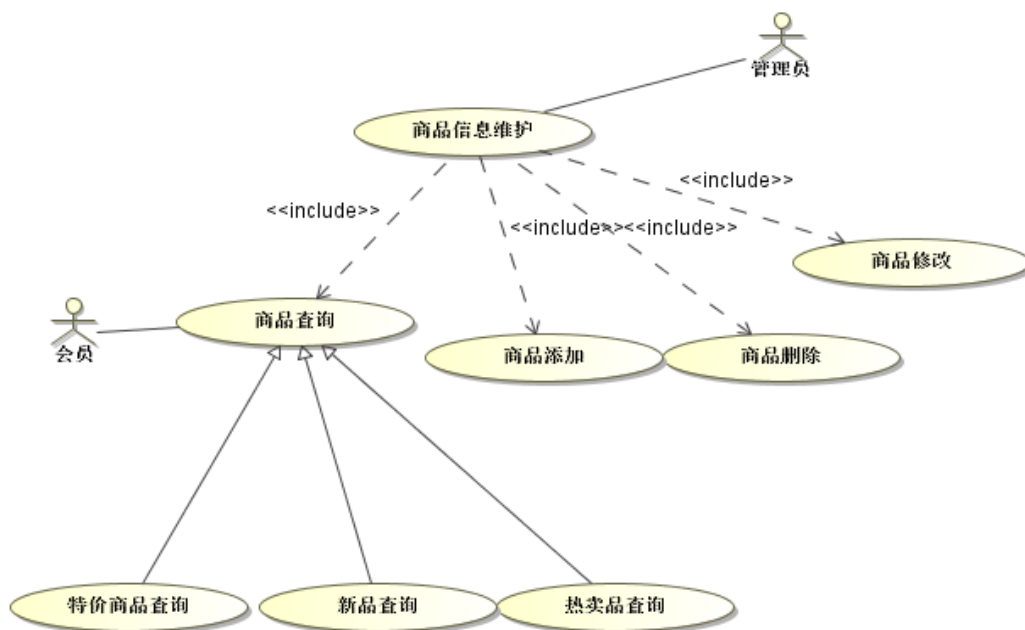 管理员
商品信息维护
<<include>>
<<include>>
<<include>>
<<include>>
商品修改
商品查询
会员
商品添加
商品删除
特价商品查询
新品查询
热卖品查询